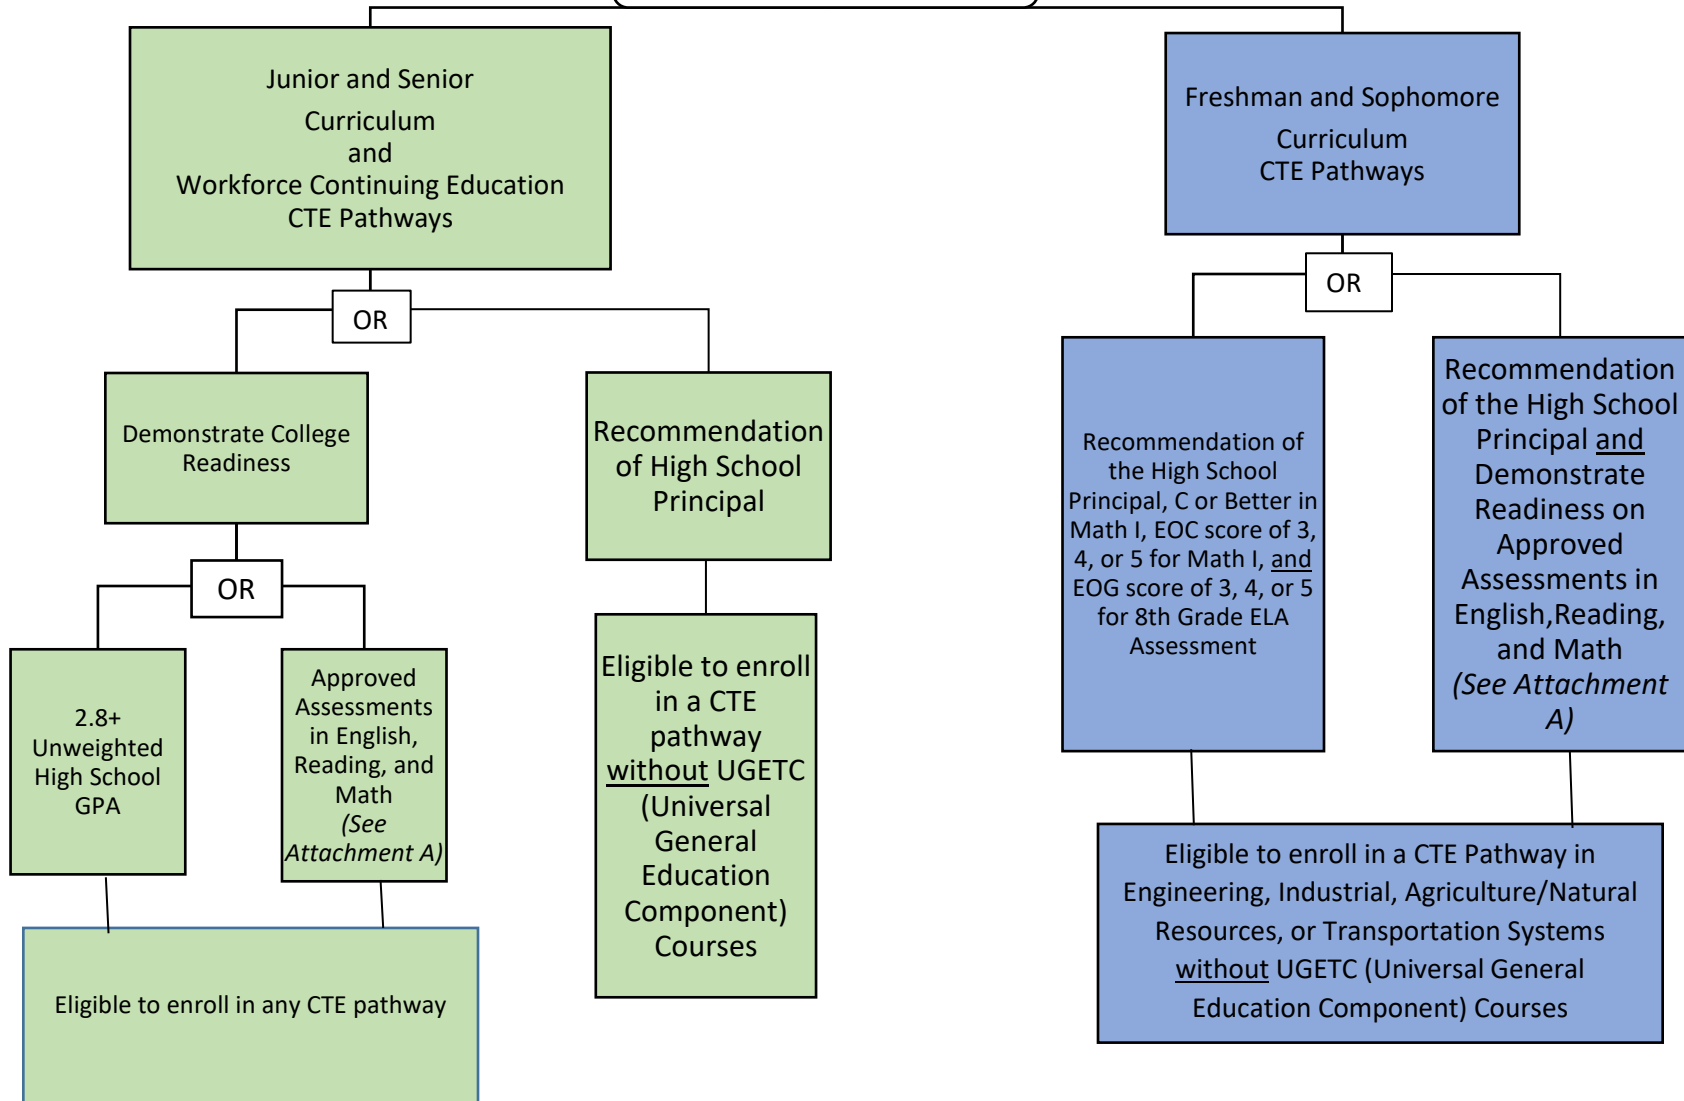 Junior and Senior
Curriculum
and
Workforce Continuing Education
CTE Pathways
OR
Demonstrate College
Readiness
OR
2.8+
Unweighted
High School
GPA
Approved
Assessments
in English,
Reading, and
Math
(See
Attachment A)
Eligible to enroll in any CTE pathway
Recommendation
of High School
Principal
Eligible to enroll
in a CTE
pathway
without UGETC
(Universal
General
Education
Component)
Courses
Freshman and Sophomore
Curriculum
CTE Pathways
OR
Recommendation of
the High School
Principal, C or Better in
Math I, EOC score of 3,
4, or 5 for Math I, and
EOG score of 3, 4, or 5
for 8th Grade ELA
Assessment
Recommendation
of the High School
Principal and
Demonstrate
Readiness on
Approved
Assessments in
English,Reading,
and Math
(See Attachment
A)
Eligible to enroll in a CTE Pathway in
Engineering, Industrial, Agriculture/Natural
Resources, or Transportation Systems
without UGETC (Universal General
Education Component) Courses